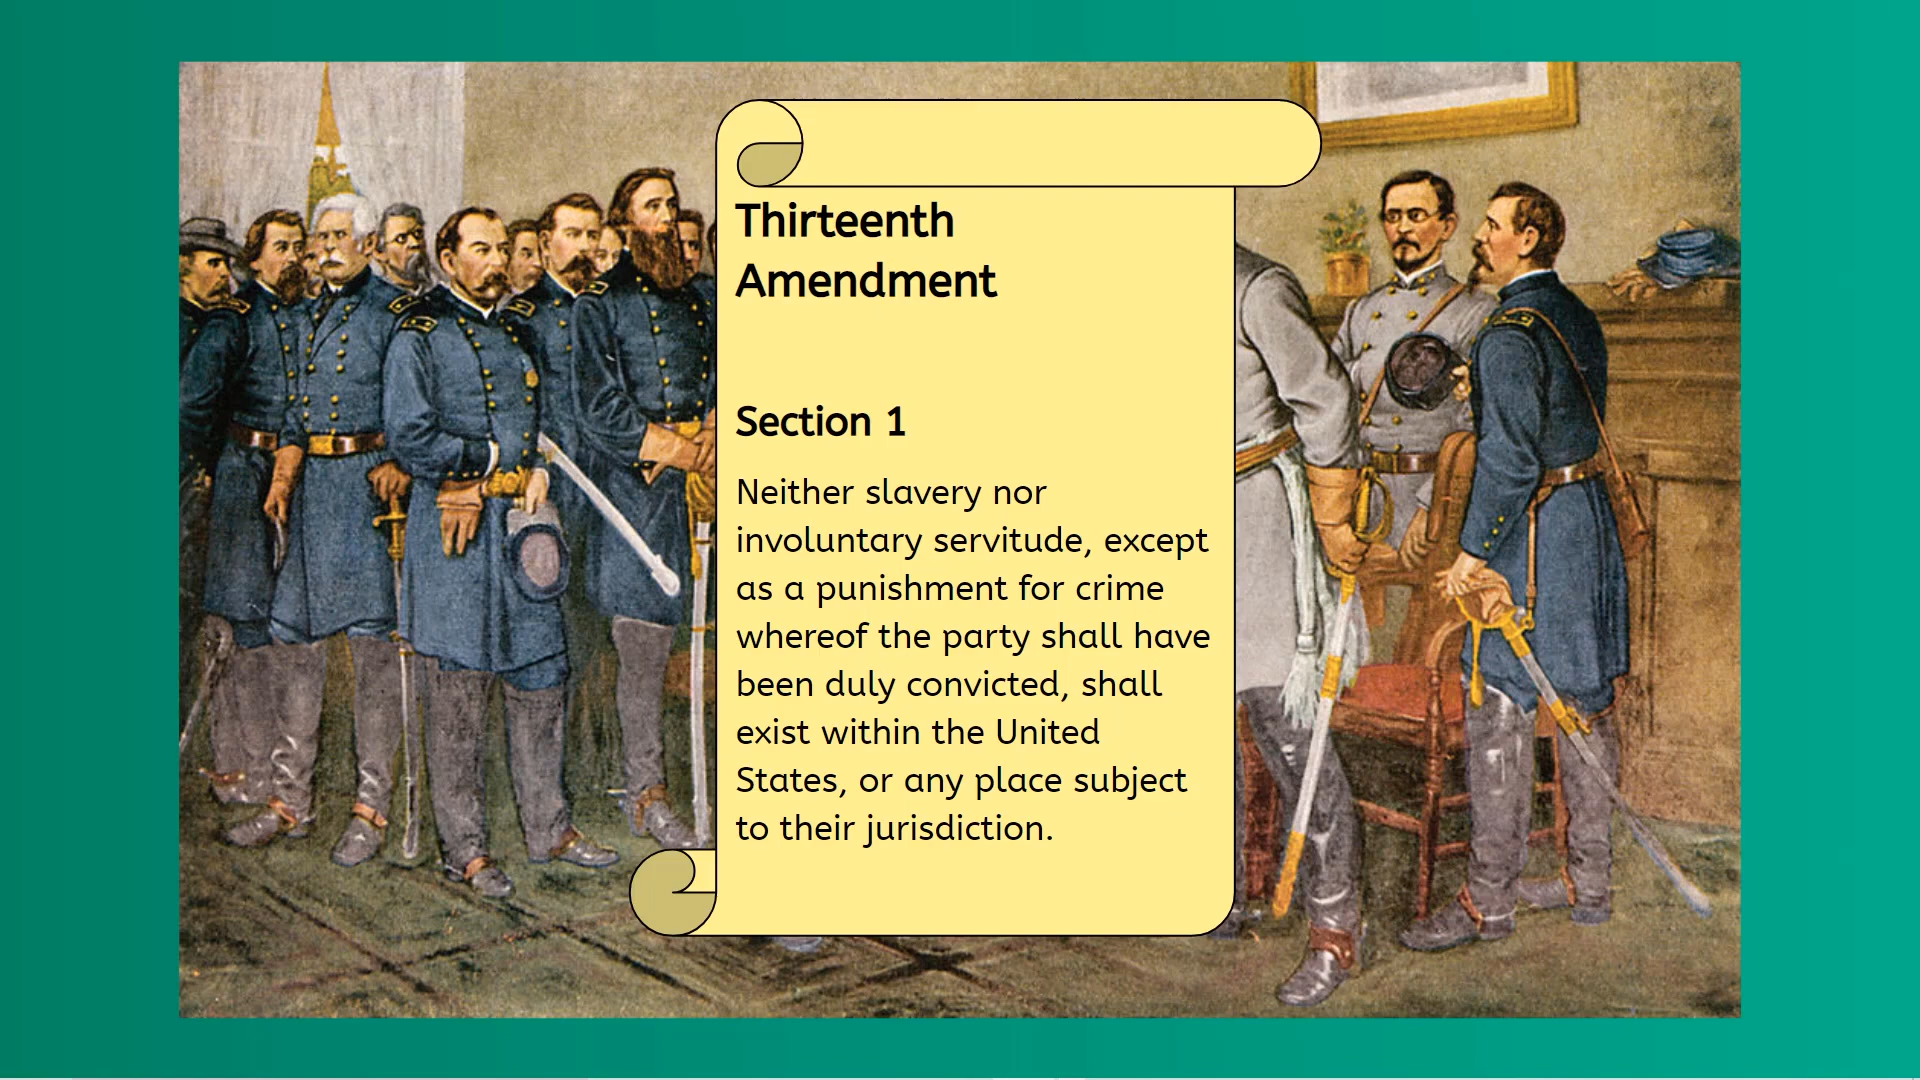 Thirteenth
Amendment
Section 1
Neither slavery nor
involuntary servitude, except
as a punishment for crime
whereof the party shall have
been duly convicted, shall
exist within the United
States, or any place subject
to their jurisdiction.